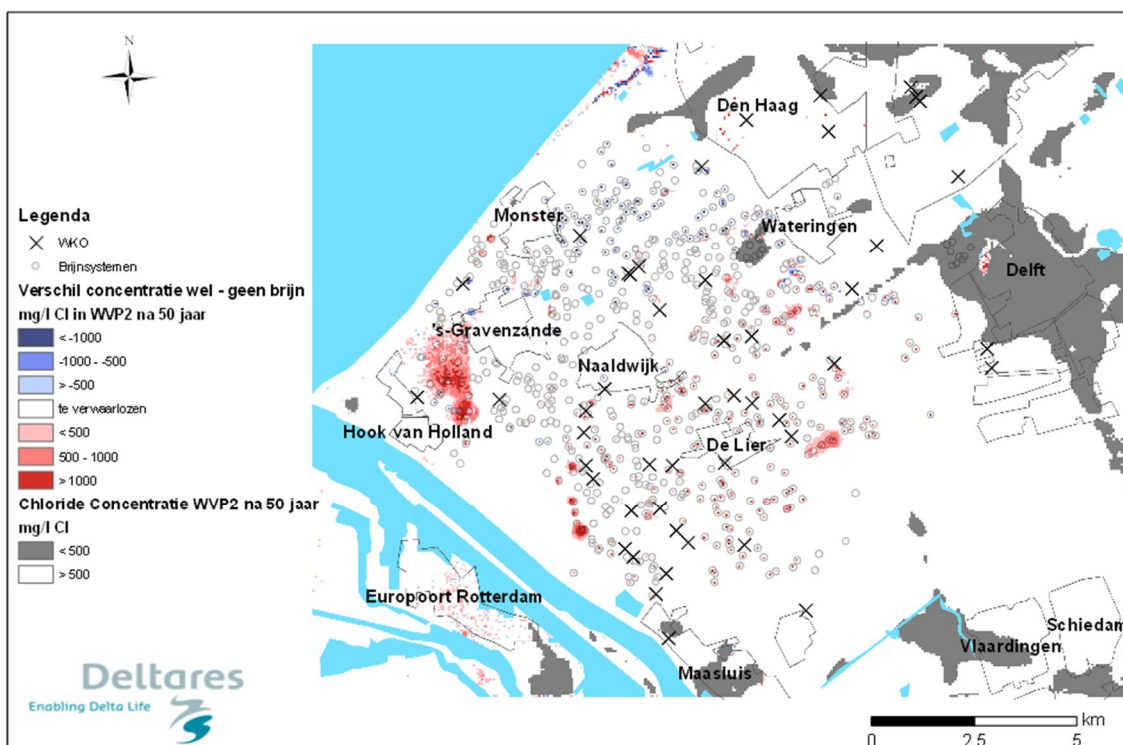 N
Legenda
WKO
Brijnsystemen
Verschil concentratie wel - geen brijn
mg/l Cl in WVP2 na 50 jaar
< -1000
-1000 - -500
> -500
te verwaarlozen
< 500
500 - 1000
> 1000
Chloride Concentratie WVP2 na 50 jaar
mg/l Cl
< 500
> 500
Deltares
Enabling Delta Life
Den Haag
Monster
Wateringen
Delft
's-Gravenzande
Naaldwijk
Hook van Holland
De Lier
Europoort Rotterdam
Maasluis
Vlaardingen
Schiedam
km
0 2.5 5